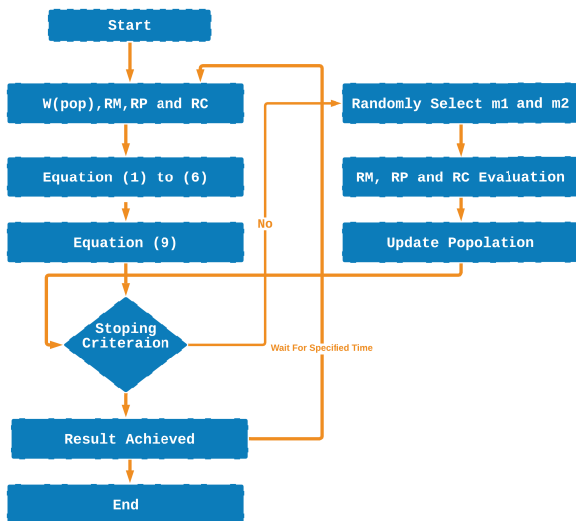 Start
W(pop),RM,RP and RC
Equation (1) to (6)
Equation (9)
Stoping
Criteraion
Result Achieved
End
No
Wait For Specified Time
Randomly Select m1 and m2
RM, RP and RC Evaluation
Update Popolation